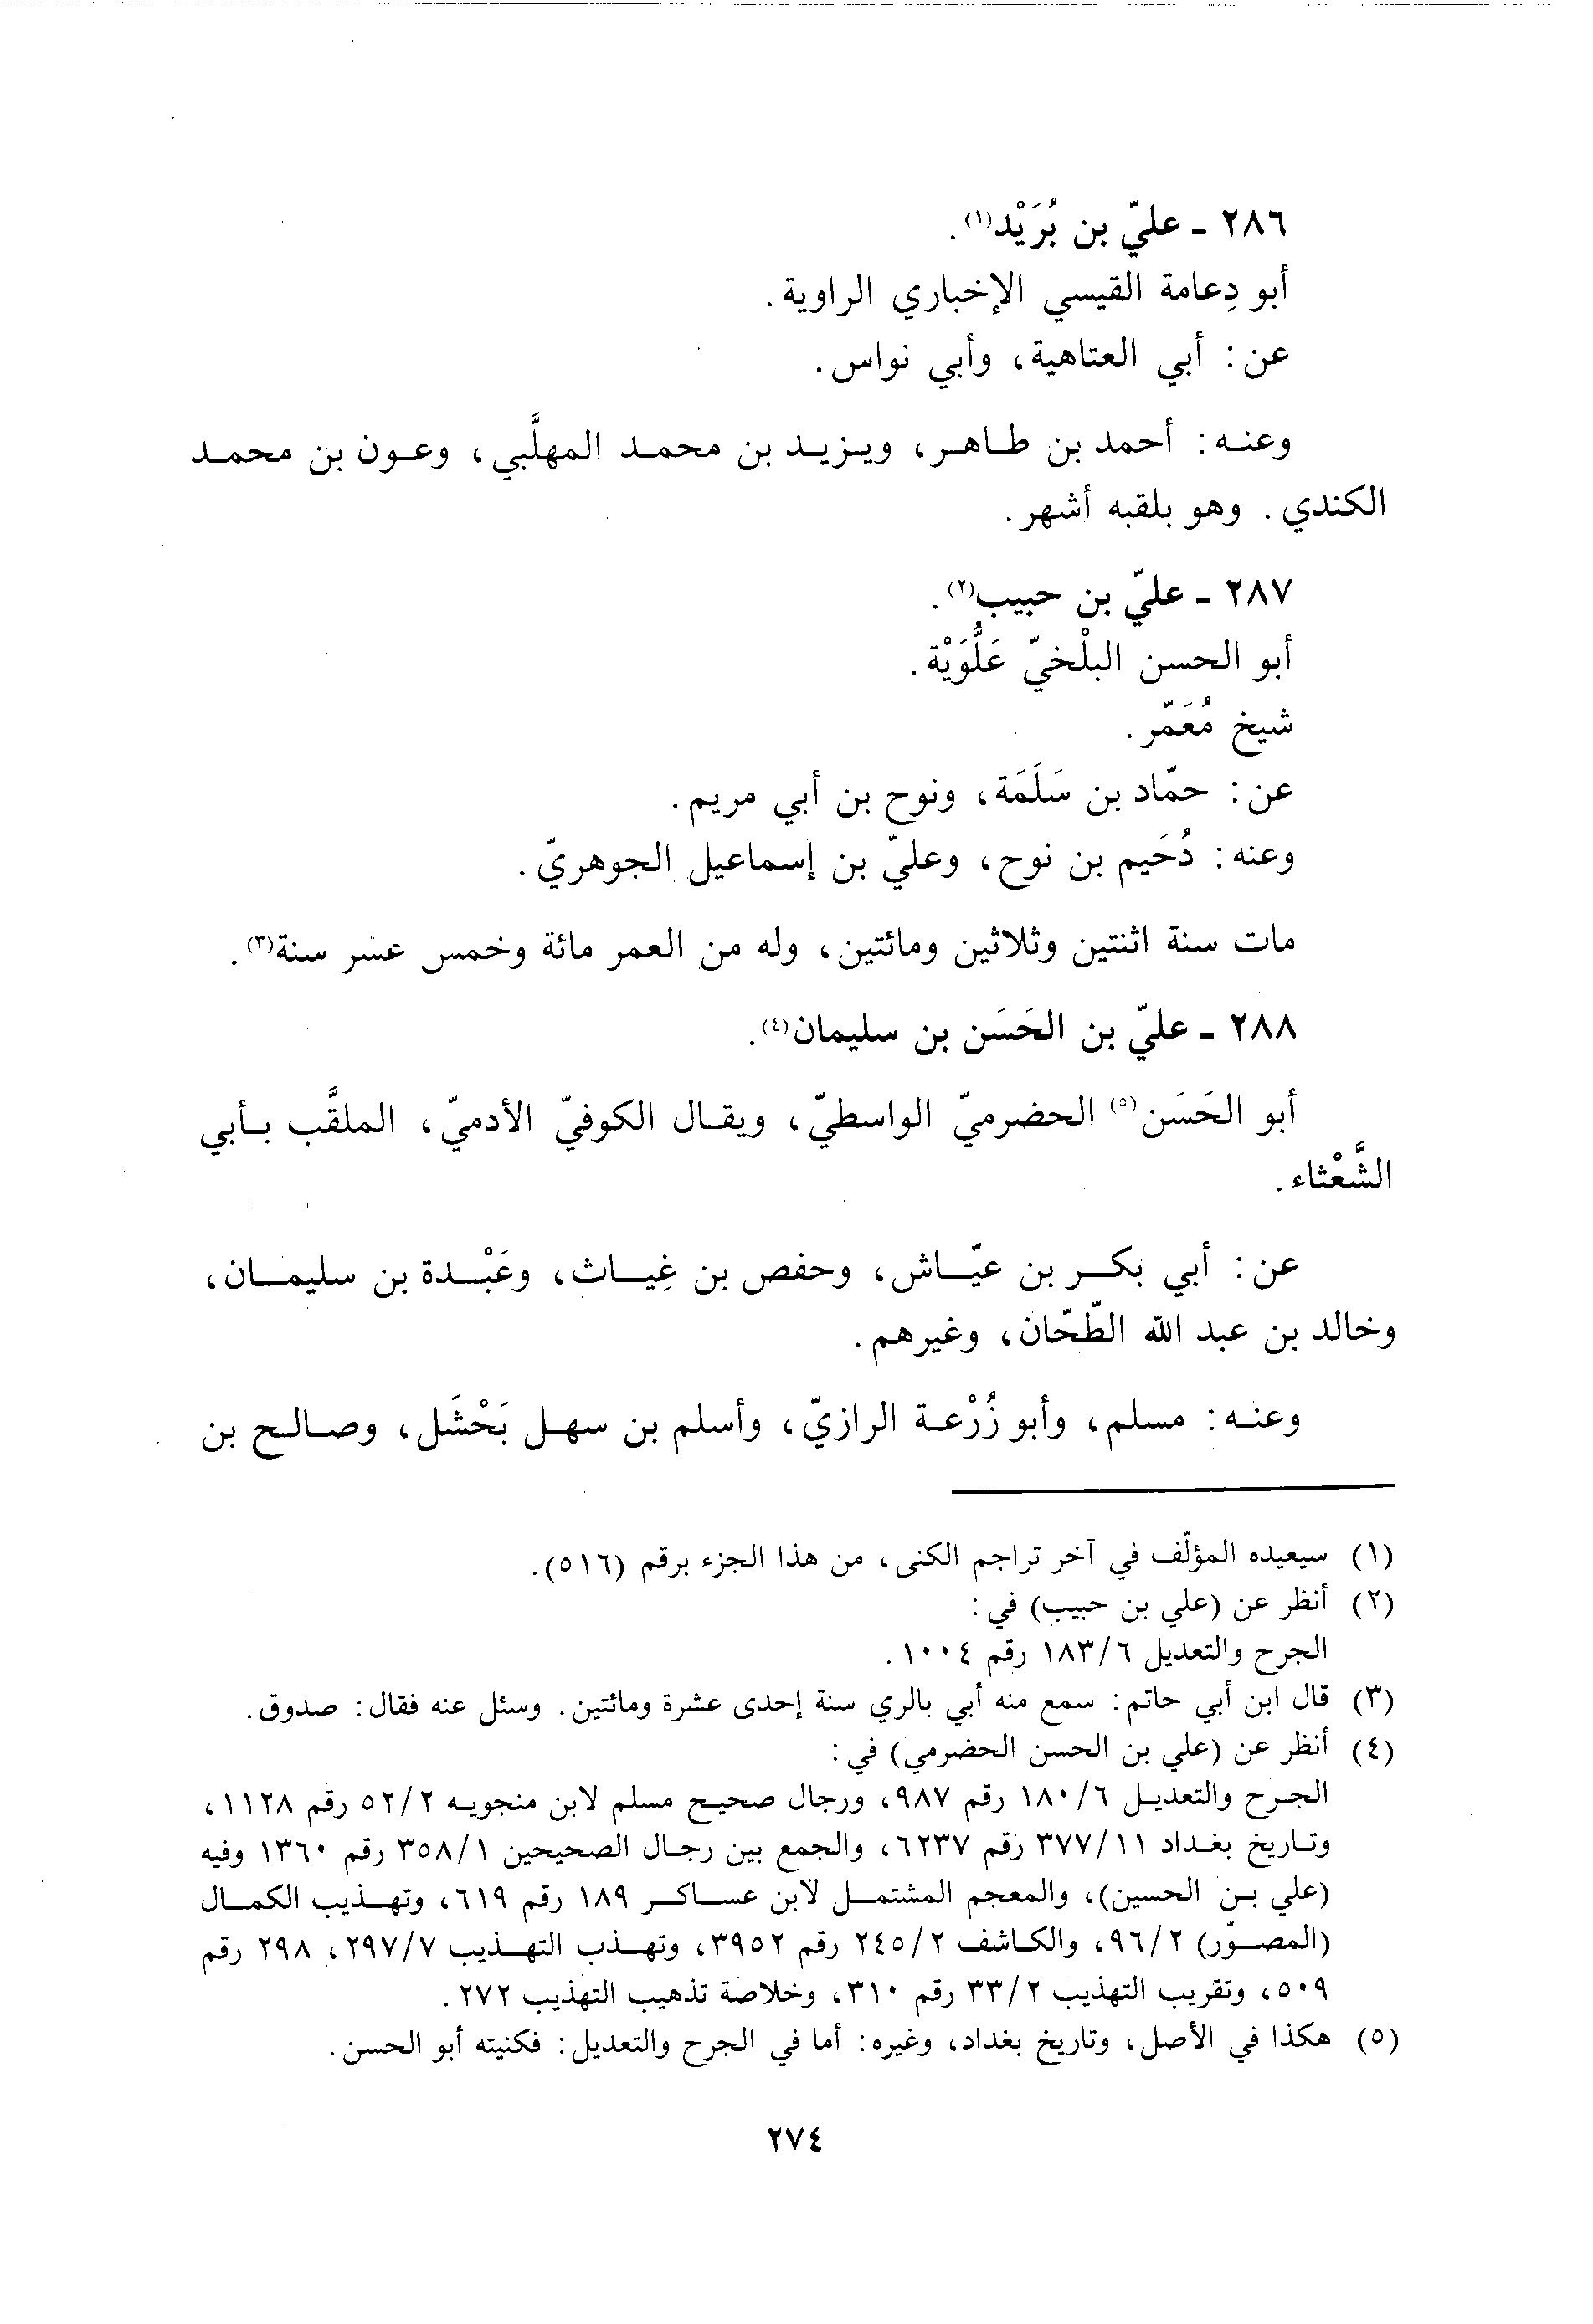 ٢٨٦ - عليّ بن بُرَيْد(١).
أبو دِعامة القيسي الإخباري الراوية.
عن: أبي العتاهية، وأبي نواس.
وعنه: أحمد بن طاهر، ويزيد بن محمد المهلَّبي، وعون بن محمد
الكندي. وهو بلقبه أشهر.
٢٨٧ - عليّ بن حبيب(٢).
أبو الحسن البلْخيّ عَلُّوَيْة.
شيخ مُعَمّر.
عن: حمّاد بن سَلَمَة، ونوح بن أبي مريم.
وعنه: دُحَيم بن نوح، وعليّ بن إسماعيل الجوهريّ.
مات سنة اثنتين وثلاثين ومائتين، وله من العمر مائة وخمس عشر سنة(٣).
٢٨٨ - عليّ بن الحَسَن بن سليمان(٤).
أبو الحَسَن(٥) الحضرميّ الواسطيّ، ويقال الكوفيّ الأدميّ، الملقَّب بأبي
الشَّعْثاء.
عن: أبي بكر بن عيّاش، وحفص بن غِياث، وعَبْدة بن سليمان،
وخالد بن عبد الله الطّحّان، وغيرهم.
وعنه: مسلم، وأبو زُرْعة الرازيّ، وأسلم بن سهل بَحْشَل، وصالح بن
(١) سيعيده المؤلّف في آخر تراجم الكنى، من هذا الجزء برقم (٥١٦).
(٢) أنظر عن (علي بن حبيب) في:
الجرح والتعديل ٦/ ١٨٣ رقم ١٠٠٤.
(٣) قال ابن أبي حاتم: سمع منه أبي بالري سنة إحدى عشرة ومائتين. وسئل عنه فقال: صدوق.
(٤) أنظر عن (علي بن الحسن الحضرمي) في:
الجرح والتعديل ٦/ ١٨٠ رقم ٩٨٧، ورجال صحيح مسلم لابن منجويه ٢/ ٥٢ رقم ١١٢٨،
وتاريخ بغداد ١١/ ٣٧٧ رقم ٦٢٣٧، والجمع بين رجال الصحيحين ١/ ٣٥٨ رقم ١٣٦٠ وفيه
(علي بن الحسين)، والمعجم المشتمل لابن عساكر ١٨٩ رقم ٦١٩، وتهذيب الكمال
(المصوّر) ٢/ ٩٦، والكاشف ٢/ ٢٤٥ رقم ٣٩٥٢، وتهذب التهذيب ٧/ ٢٩٧، ٢٩٨ رقم
٥٠٩، وتقريب التهذيب ٢/ ٣٣ رقم ٣١٠، وخلاصة تذهيب التهذيب ٢٧٢.
(٥) هكذا في الأصل، وتاريخ بغداد، وغيره: أما في الجرح والتعديل: فكنيته أبو الحسن.
٢٧٤